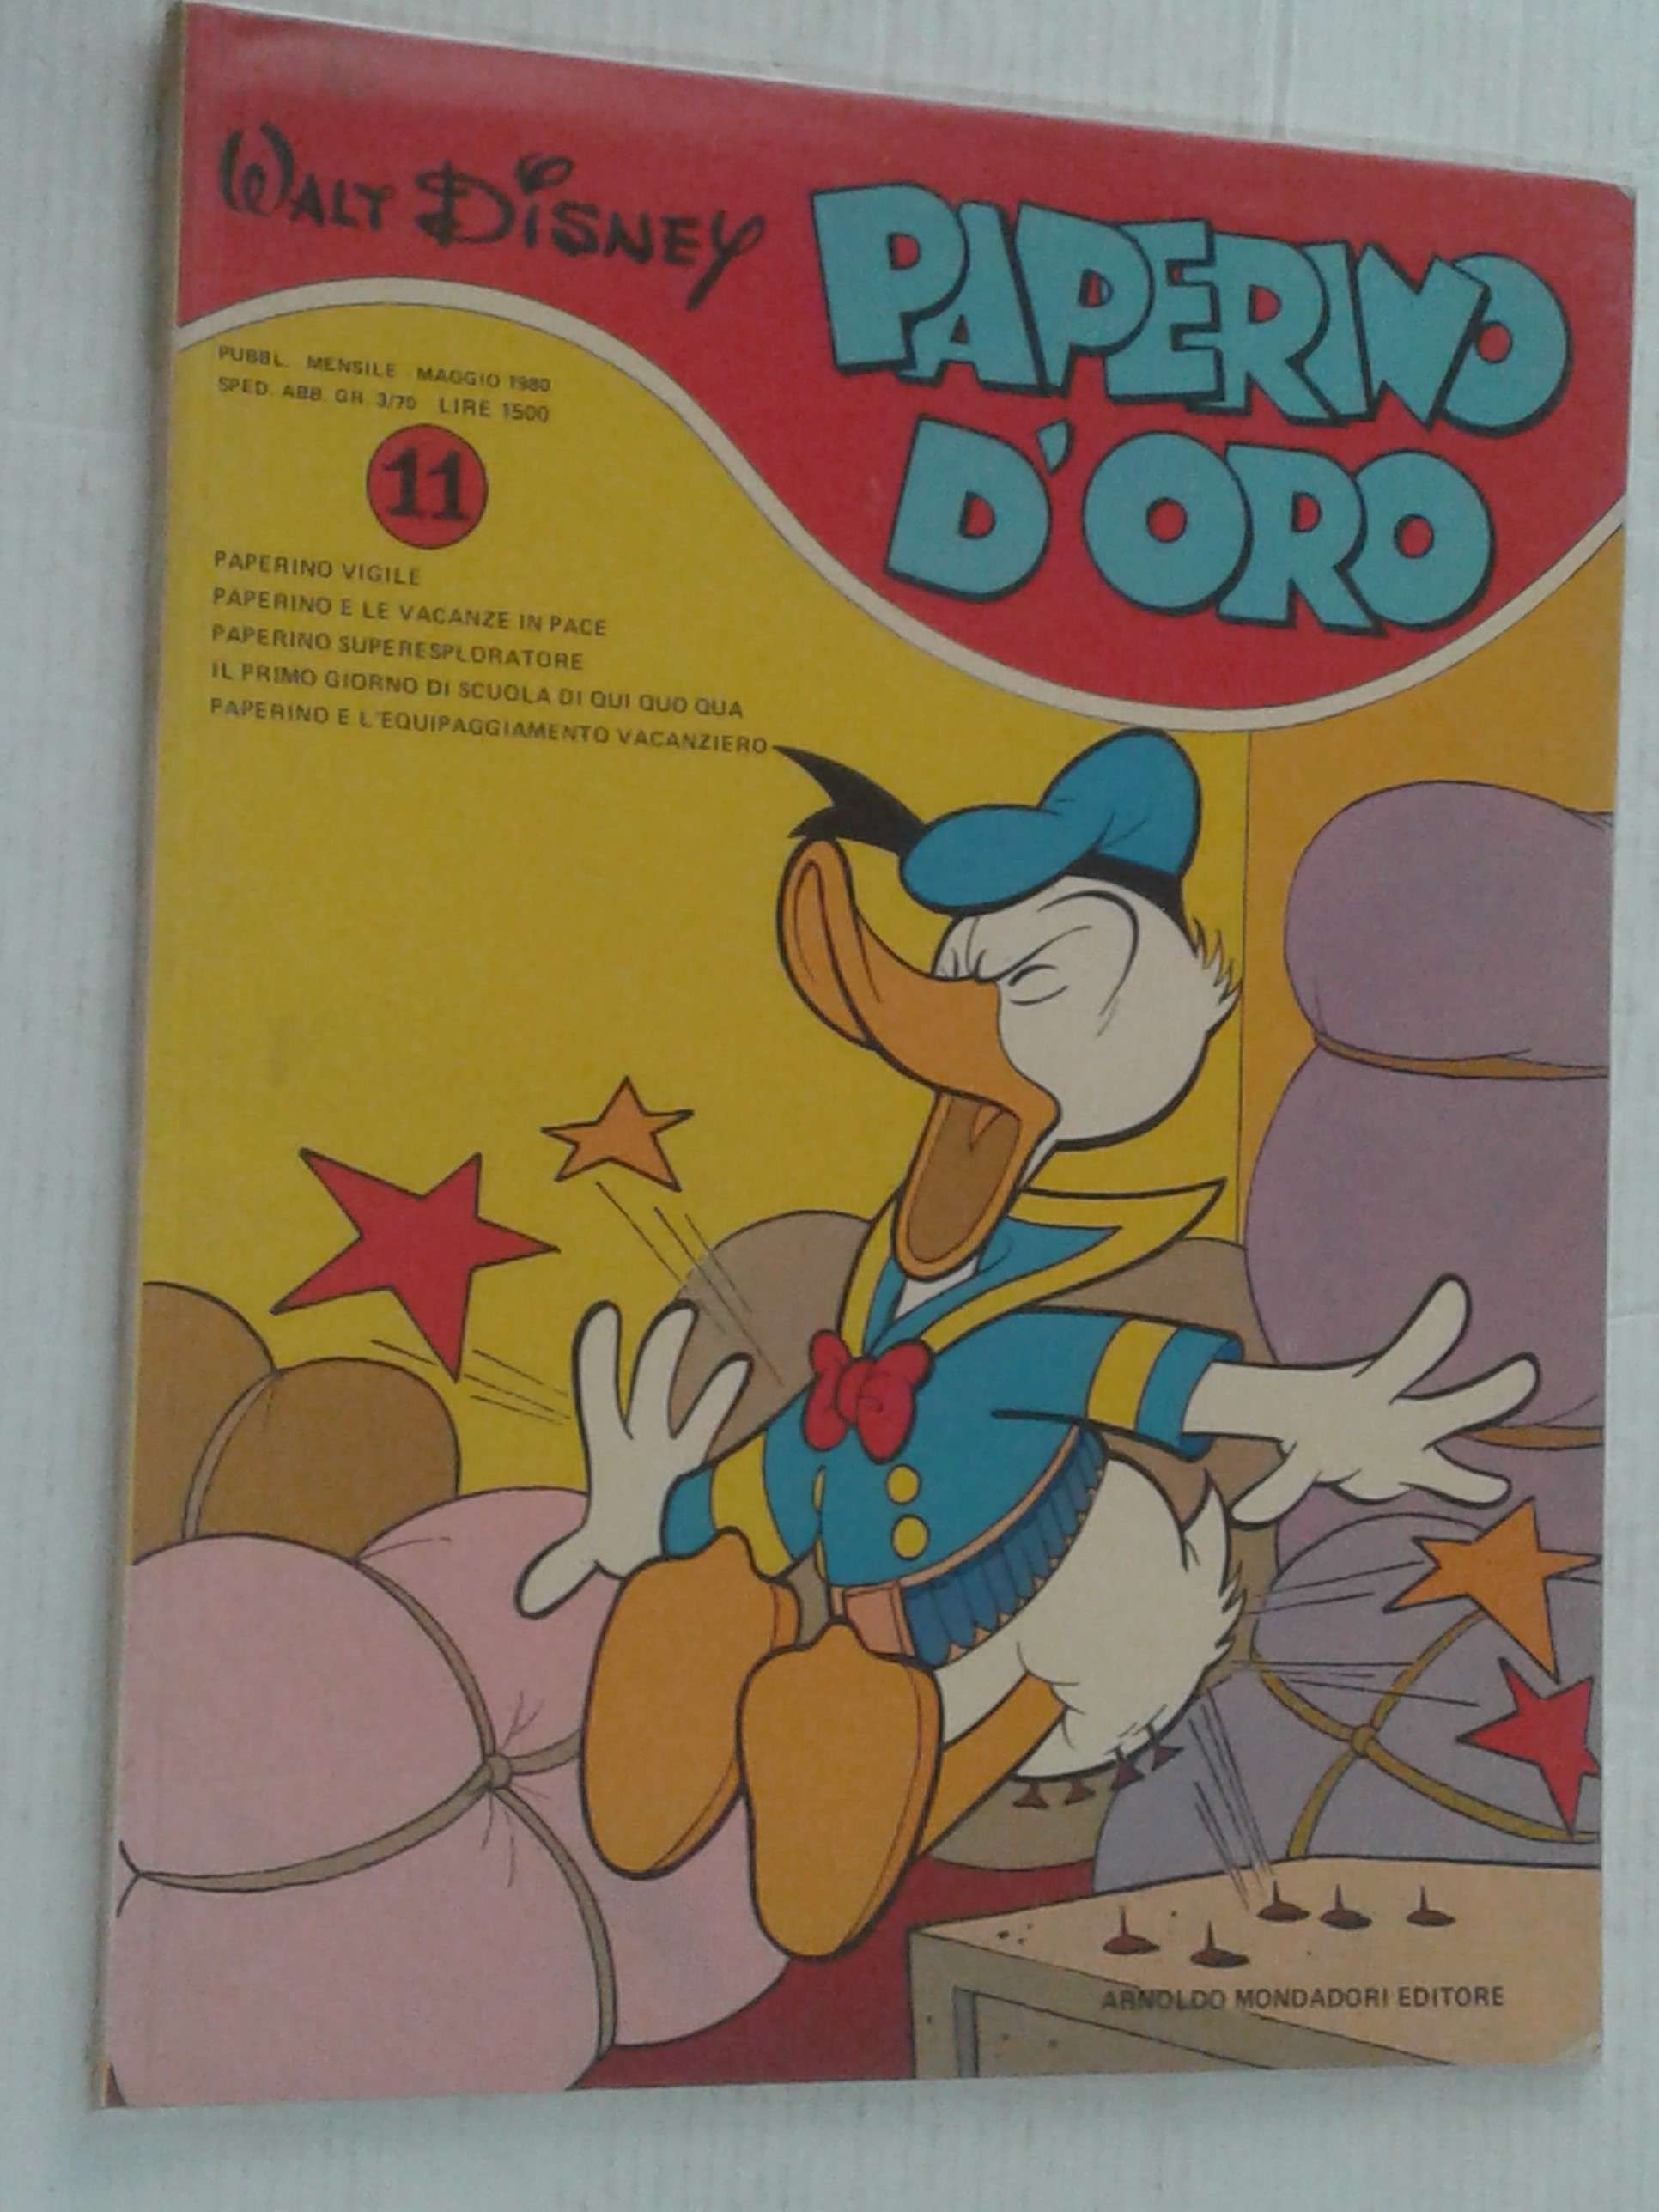 WALT DISNEY
PAPERINO
D'ORO
PUBBL. MENSILE - MAGGIO 1980
SPED. ABB. GR. 3/70 LIRE 1500
11
PAPERINO VIGILE
PAPERINO E LE VACANZE IN PACE
PAPERINO SUPERESPLORATORE
IL PRIMO GIORNO DI SCUOLA DI QUI QUO QUA
PAPERINO E L'EQUIPAGGIAMENTO VACANZIERO
ARNOLDO MONDADORI EDITORE